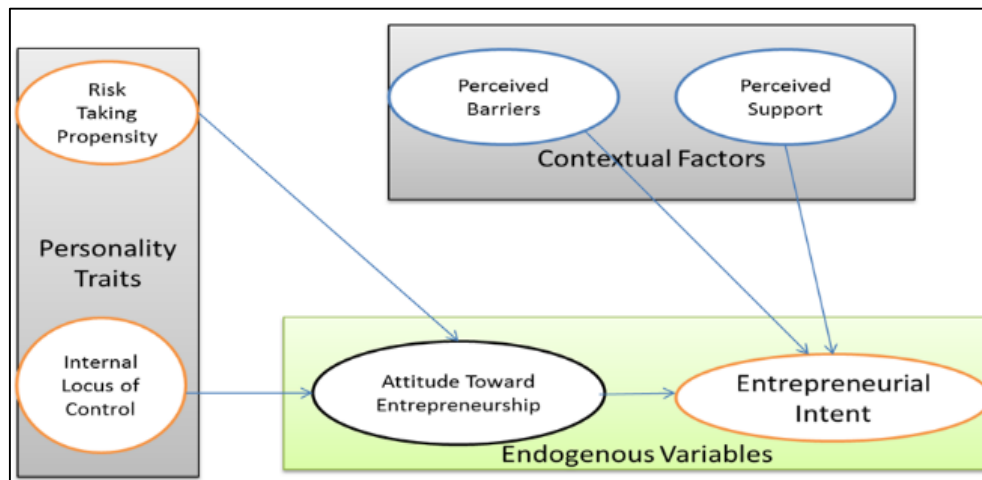 Risk
Taking
Propensity
Personality
Traits
Internal
Locus of
Control
Perceived
Barriers
Perceived
Support
Contextual Factors
Attitude Toward
Entrepreneurship
Entrepreneurial
Intent
Endogenous Variables